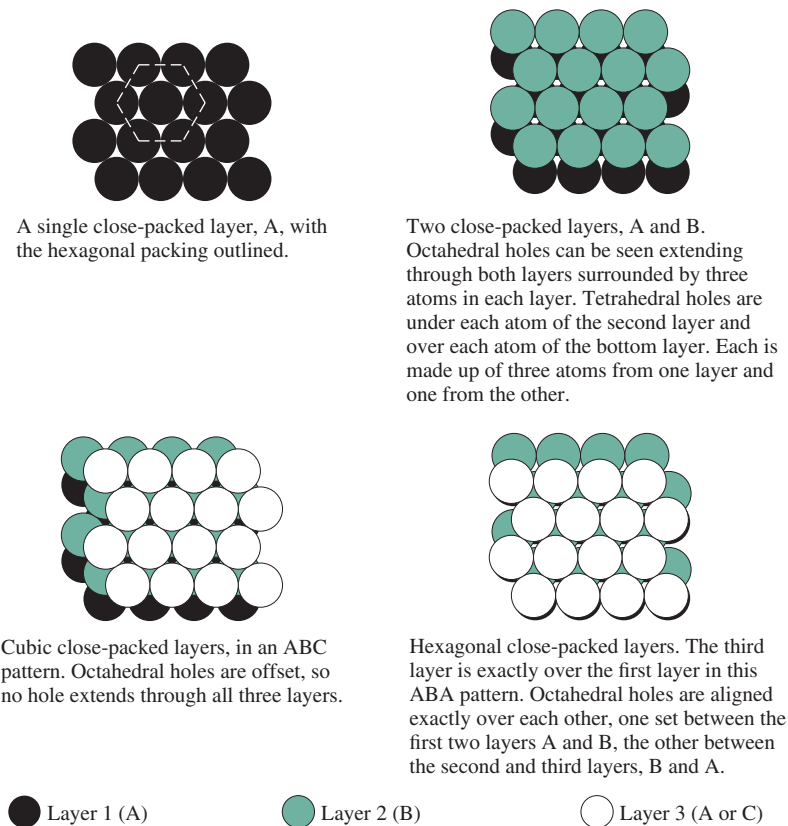 A single close-packed layer, A, with
the hexagonal packing outlined.
Two close-packed layers, A and B.
Octahedral holes can be seen extending
through both layers surrounded by three
atoms in each layer. Tetrahedral holes are
under each atom of the second layer and
over each atom of the bottom layer. Each is
made up of three atoms from one layer and
one from the other.
Cubic close-packed layers, in an ABC
pattern. Octahedral holes are offset, so
no hole extends through all three layers.
Hexagonal close-packed layers. The third
layer is exactly over the first layer in this
ABA pattern. Octahedral holes are aligned
exactly over each other, one set between the
first two layers A and B, the other between
the second and third layers, B and A.
Layer 1 (A)
Layer 2 (B)
Layer 3 (A or C)